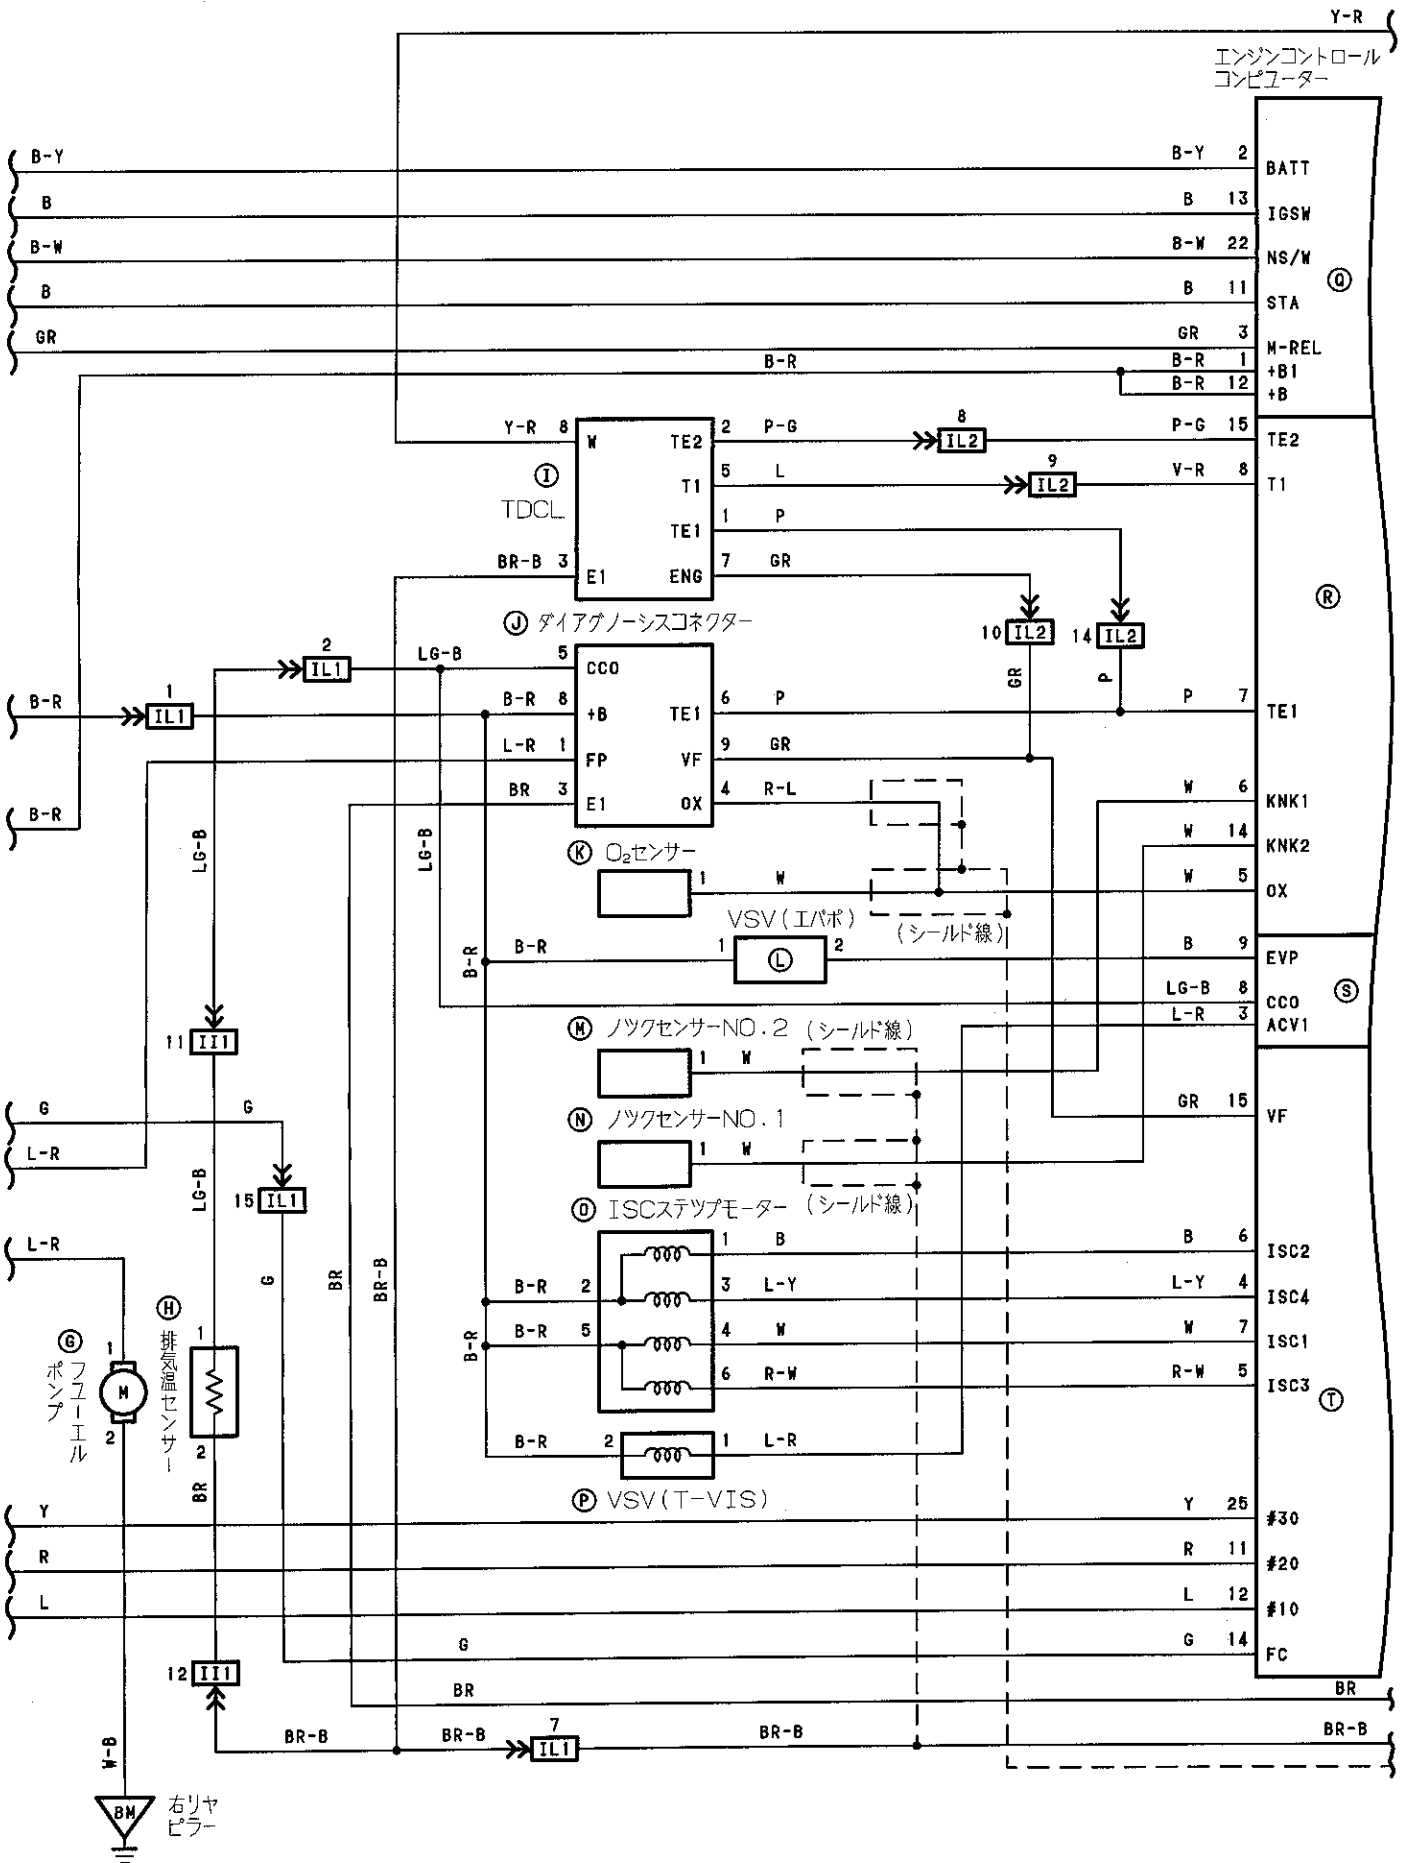 Y-R
エンジンコントロール
コンピユーター
B-Y
B-Y 2
BATT
B
B 13
IGSW
B-W
B-W 22
NS/W
Q
B
B 11
STA
GR
GR 3
M-REL
B-R
B-R 1
+B1
B-R 12
+B
Y-R 8
W
TE2
2 P-G
8
IL2
P-G 15
TE2
I
TDCL
T1
5 L
9
IL2
V-R 8
T1
TE1
1 P
BR-B 3
E1
ENG
7 GR
R
J ダイアグノーシスコネクター
10 IL2
14 IL2
2
IL1
LG-B
5
CCO
GR
P
B-R
1
IL1
B-R 8
+B
TE1
6 P
P 7
TE1
L-R 1
FP
VF
9 GR
BR 3
E1
OX
4 R-L
W 6
KNK1
B-R
LG-B
LG-B
W 14
KNK2
K O₂センサー
1 W
W 5
OX
VSV(エバポ)
(シールド線)
B-R
B-R
1
L
2
B 9
EVP
LG-B 8
CCO
S
L-R 3
ACV1
M ノツクセンサーNO.2 (シールド線)
11 II1
1 W
G
G
N ノツクセンサーNO.1
GR 15
VF
L-R
1 W
LG-B
15 IL1
O ISCステツプモーター (シールド線)
L-R
1 B
B 6
ISC2
BR
BR-B
G
B-R 2
3 L-Y
L-Y 4
ISC4
H
排気温センサー
1
2
B-R
B-R 5
4 W
W 7
ISC1
G
フユーエル
ポンプ
1
M
2
6 R-W
R-W 5
ISC3
T
B-R 2
1 L-R
BR
P VSV(T-VIS)
Y
Y 25
#30
R
R 11
#20
L
L 12
#10
G
G 14
FC
12 II1
BR
BR
W-B
BR-B
BR-B
7
IL1
BR-B
BR-B
BM
右リヤ
ピラー